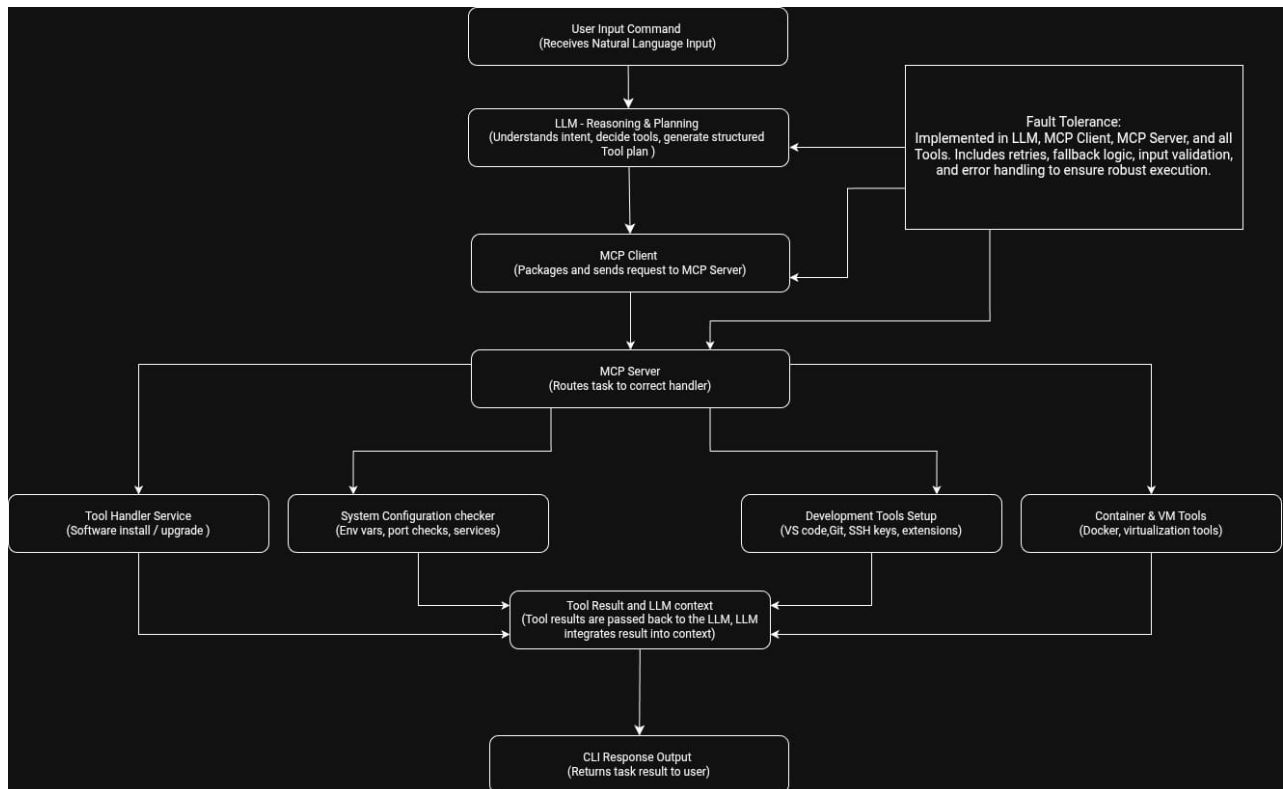 User Input Command
(Receives Natural Language Input)
LLM - Reasoning & Planning
(Understands intent, decide tools, generate structured
Tool plan )
Fault Tolerance:
Implemented in LLM, MCP Client, MCP Server, and all
Tools. Includes retries, fallback logic, input validation,
and error handling to ensure robust execution.
MCP Client
(Packages and sends request to MCP Server)
MCP Server
(Routes task to correct handler)
Tool Handler Service
(Software install / upgrade )
System Configuration checker
(Env vars, port checks, services)
Development Tools Setup
(VS code,Git, SSH keys, extensions)
Container & VM Tools
(Docker, virtualization tools)
Tool Result and LLM context
(Tool results are passed back to the LLM, LLM
integrates result into context)
CLI Response Output
(Returns task result to user)